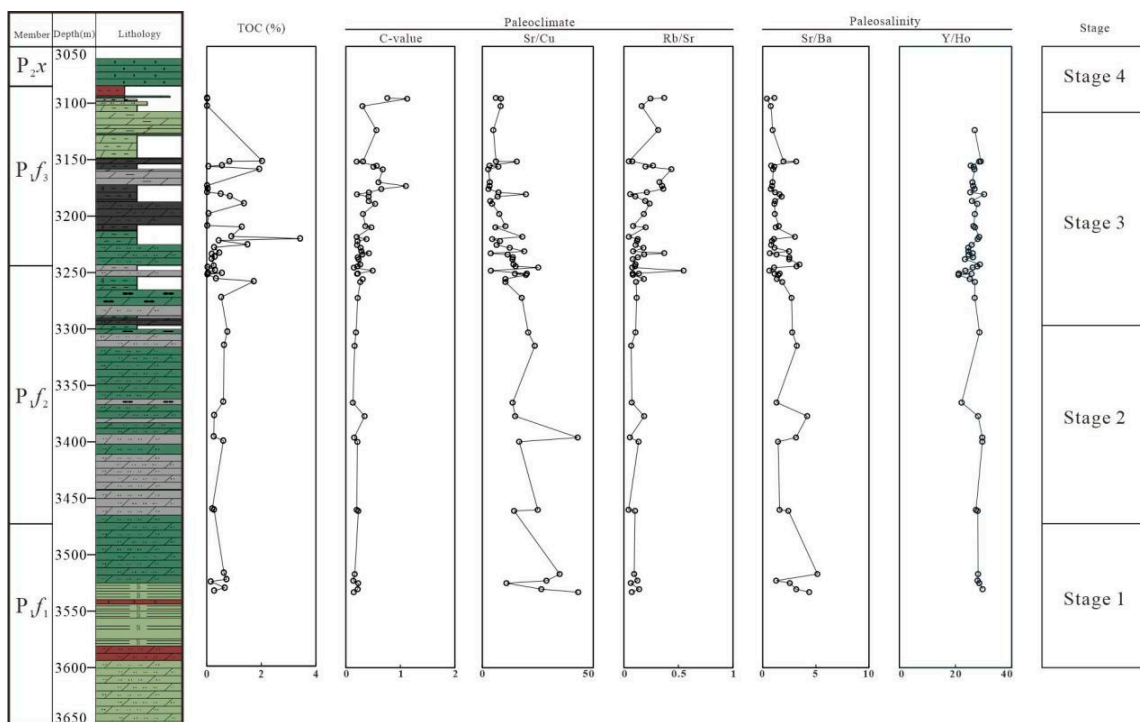 Paleoclimate Paleosalinity
Member Depth(m) Lithology TOC (%) C-value Sr/Cu Rb/Sr Sr/Ba Y/Ho Stage
3050
P₂x
Stage 4
3100
3150
P₁f₃
3200
Stage 3
3250
3300
3350
P₁f₂
Stage 2
3400
3450
3500
P₁f₁
Stage 1
3550
3600
3650
0 2 4 0 1 2 0 50 0 0.5 1 0 5 10 0 20 30 40